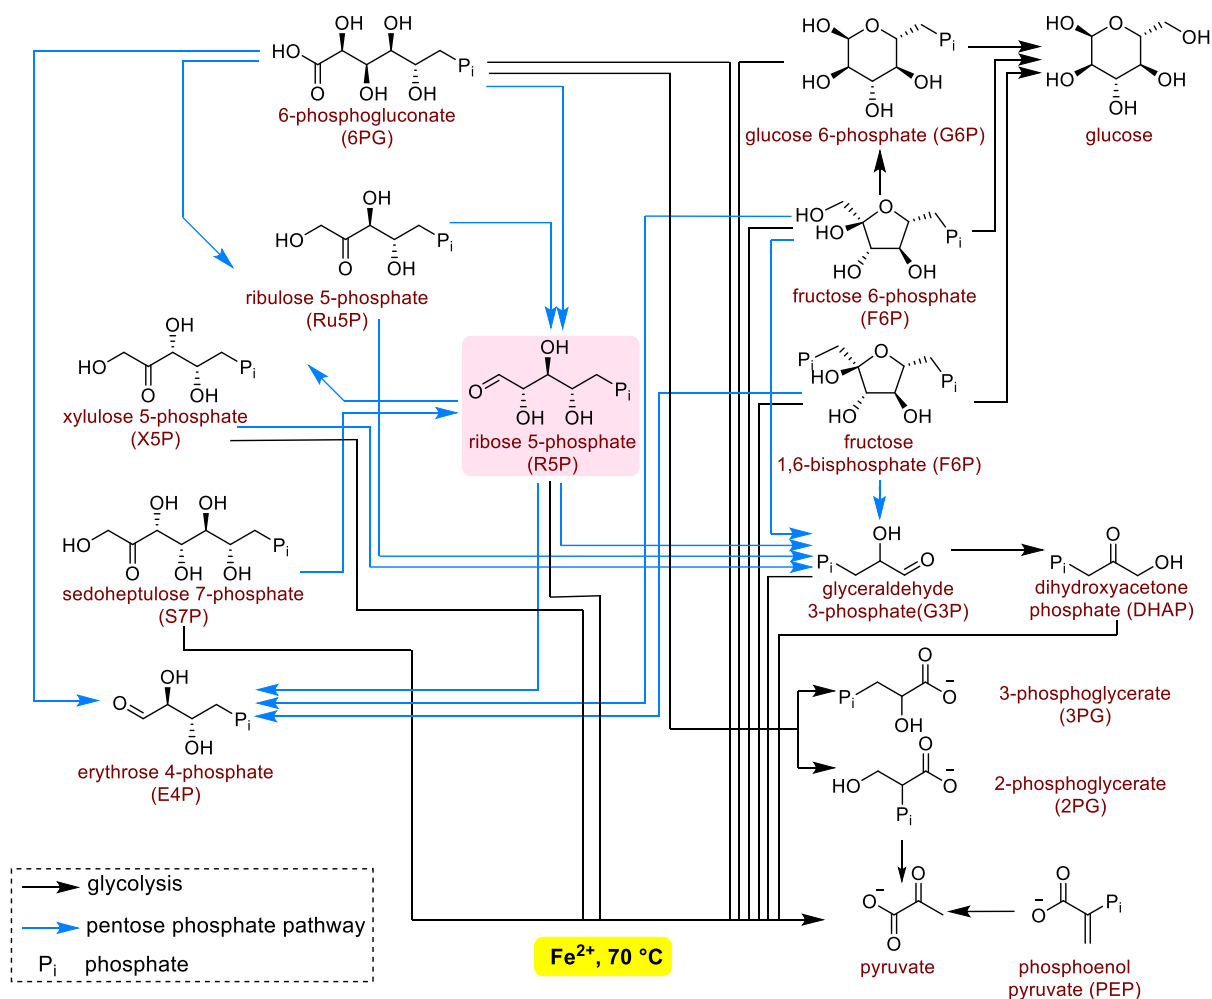 OH OH
HO
O OH OH
Pi
6-phosphogluconate
(6PG)
HO O
Pi
HO OH
OH
glucose 6-phosphate (G6P)
HO O
OH
HO OH
OH
glucose
OH
HO
O OH
Pi
ribulose 5-phosphate
(Ru5P)
HO O
HO
Pi
HO OH
fructose 6-phosphate
(F6P)
OH
HO
O OH
Pi
xylulose 5-phosphate
(X5P)
OH
O
OH OH
Pi
ribose 5-phosphate
(R5P)
Pi O
HO
Pi
HO OH
fructose
1,6-bisphosphate (F6P)
OH OH
HO
O OH OH
Pi
sedoheptulose 7-phosphate
(S7P)
OH
Pi O
glyceraldehyde
3-phosphate(G3P)
O
Pi OH
dihydroxyacetone
phosphate (DHAP)
OH
O
Pi
OH
erythrose 4-phosphate
(E4P)
O
Pi O−
OH
3-phosphoglycerate
(3PG)
O
HO O−
Pi
2-phosphoglycerate
(2PG)
glycolysis
pentose phosphate pathway
Pi phosphate
Fe2+, 70 °C
−O O
O
pyruvate
O
−O Pi
phosphoenol
pyruvate (PEP)